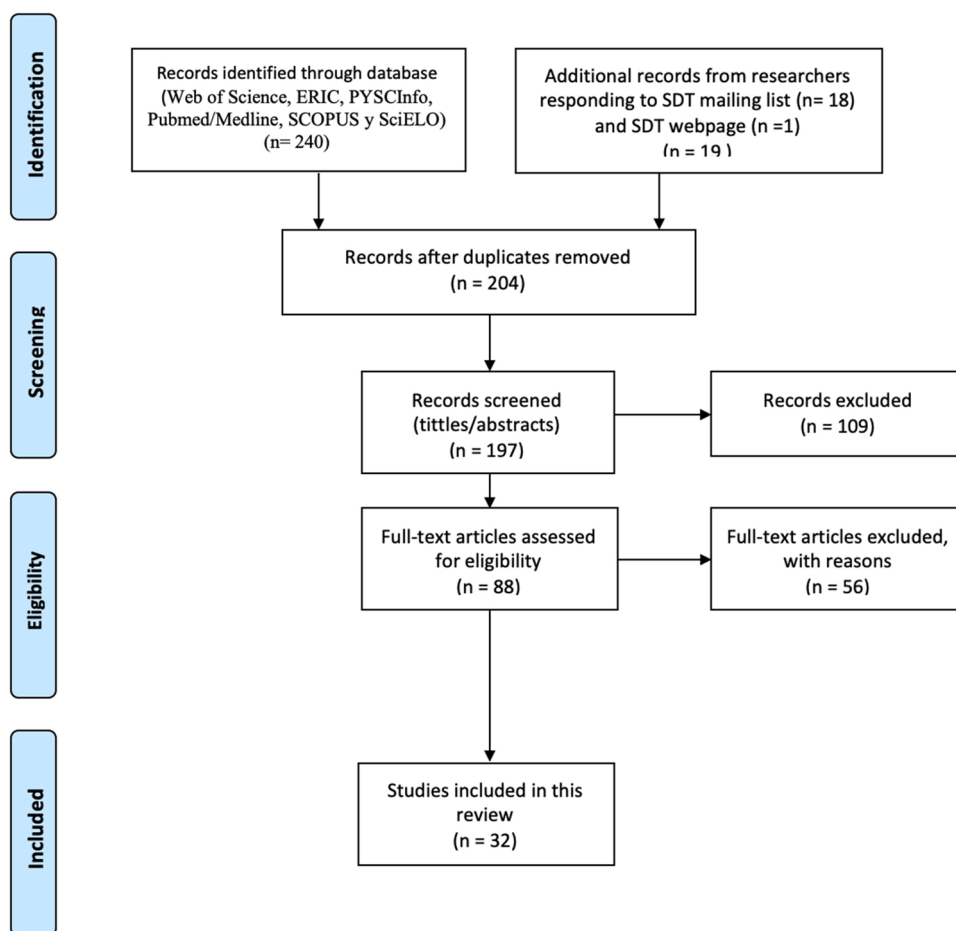 Identification
Records identified through database
(Web of Science, ERIC, PYSCInfo,
Pubmed/Medline, SCOPUS y SciELO)
(n= 240)
Additional records from researchers
responding to SDT mailing list (n= 18)
and SDT webpage (n =1)
(n = 19 )
Screening
Records after duplicates removed
(n = 204)
Records screened
(tittles/abstracts)
(n = 197)
Records excluded
(n = 109)
Eligibility
Full-text articles assessed
for eligibility
(n = 88)
Full-text articles excluded,
with reasons
(n = 56)
Included
Studies included in this
review
(n = 32)